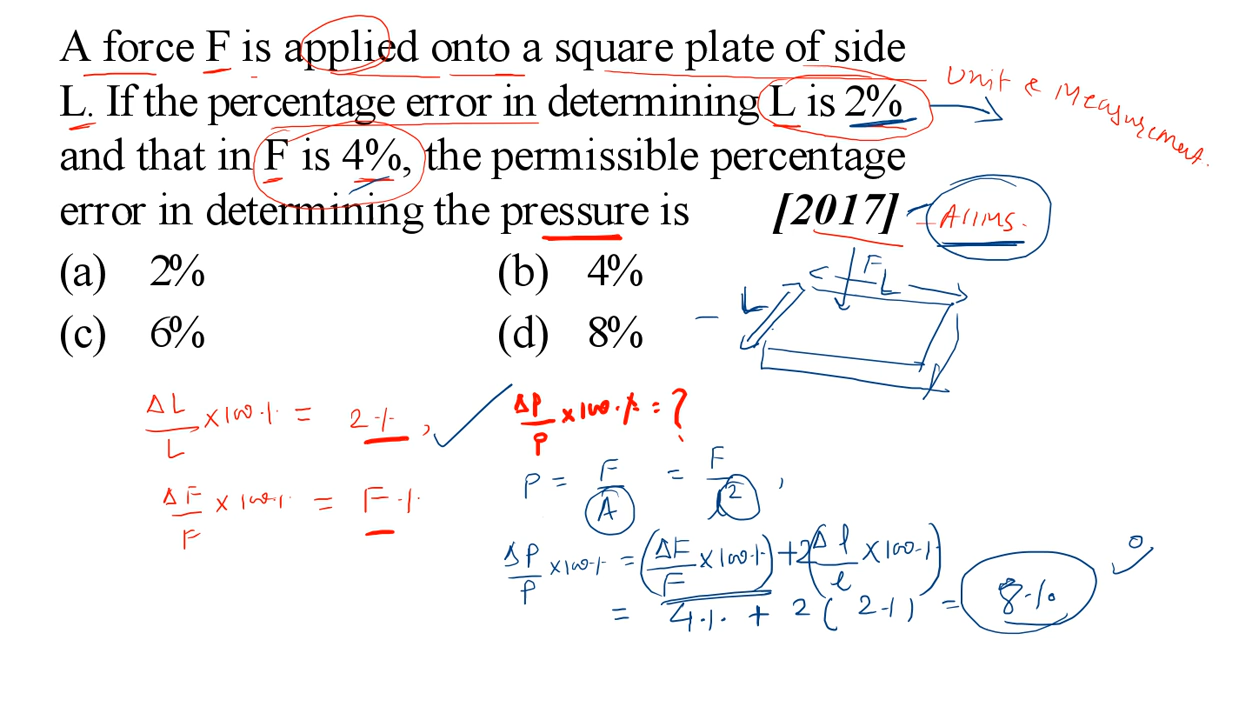 A force F is applied onto a square plate of side
L. If the percentage error in determining L is 2%
and that in F is 4%, the permissible percentage
error in determining the pressure is [2017]
Unit & Measurement.
AIIMS.
(a) 2% (b) 4%
(c) 6% (d) 8%
F
L
L
ΔL/L × 100% = 2%,
ΔF/F × 100% = F%
ΔP/P × 100% = ?
P = F/A = F/l²,
ΔP/P × 100% = (ΔF/F × 100%) + 2(Δl/l × 100%)
= 4% + 2(2%) = 8%